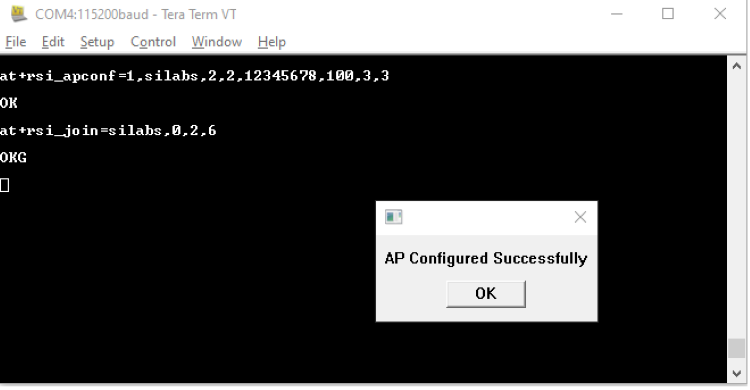 COM4:115200baud - Tera Term VT
File Edit Setup Control Window Help
at+rsi_apconf=1,silabs,2,2,12345678,100,3,3
OK
at+rsi_join=silabs,0,2,6
OKG
AP Configured Successfully
OK